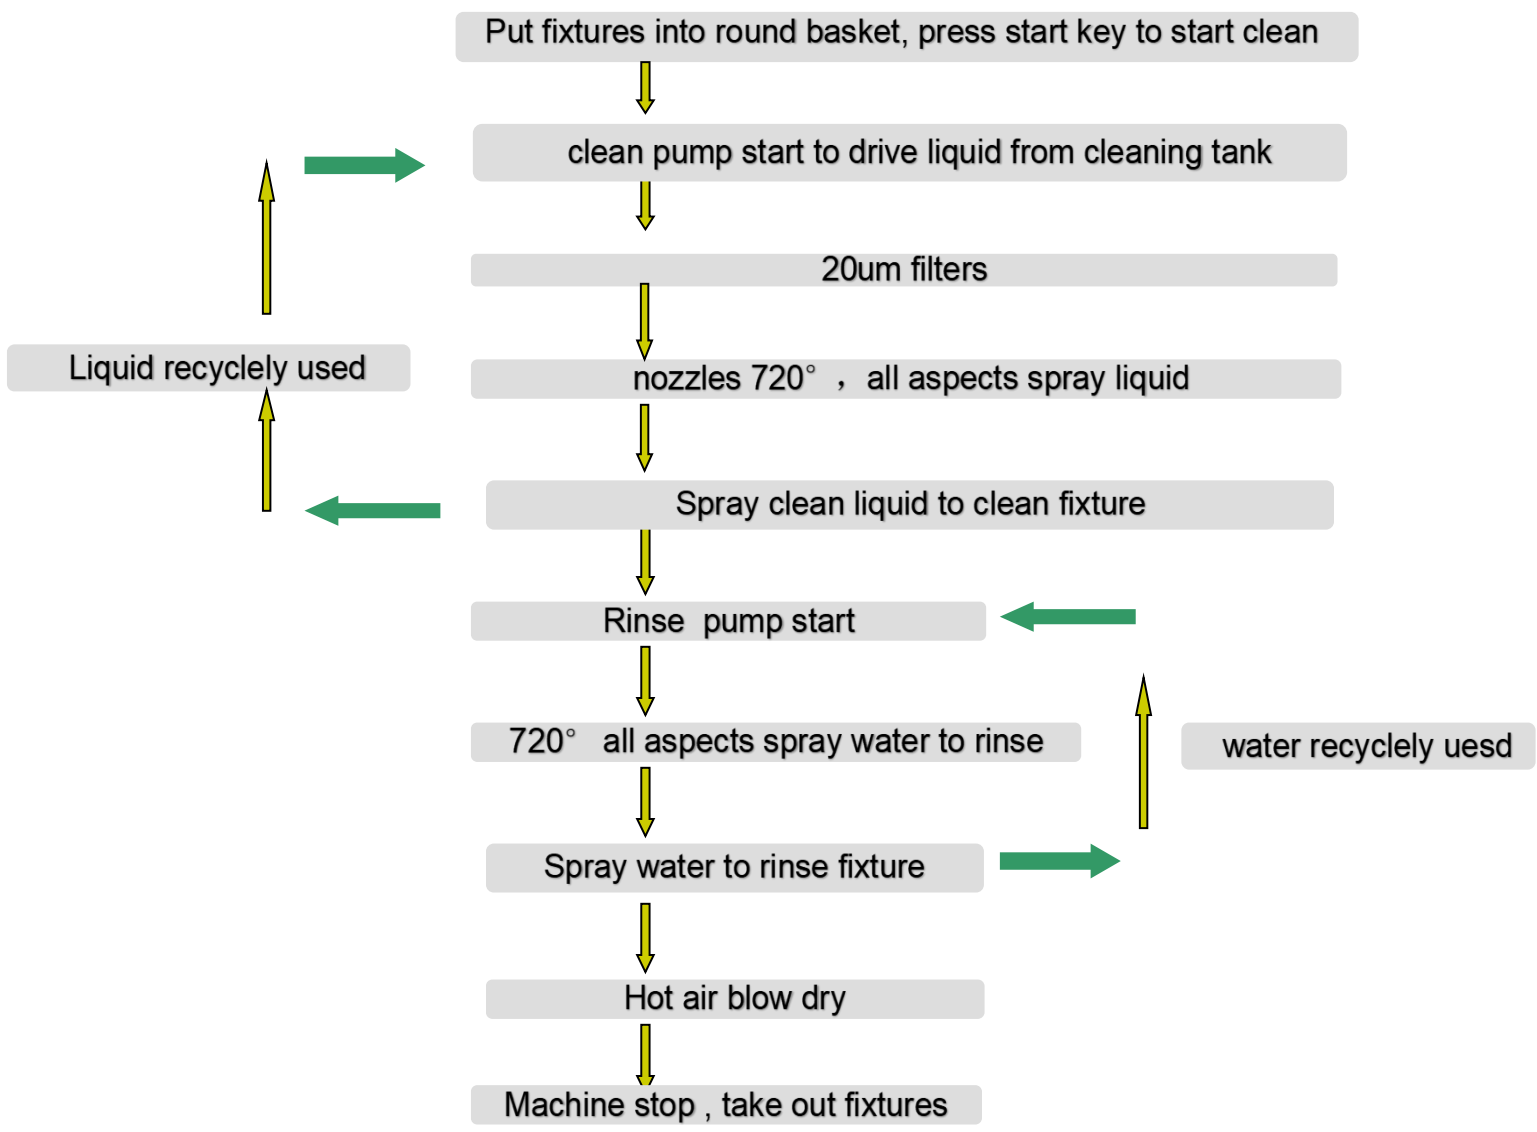 Put fixtures into round basket, press start key to start clean
clean pump start to drive liquid from cleaning tank
20um filters
Liquid recyclely used
nozzles 720° ，all aspects spray liquid
Spray clean liquid to clean fixture
Rinse  pump start
720°  all aspects spray water to rinse
water recyclely uesd
Spray water to rinse fixture
Hot air blow dry
Machine stop , take out fixtures